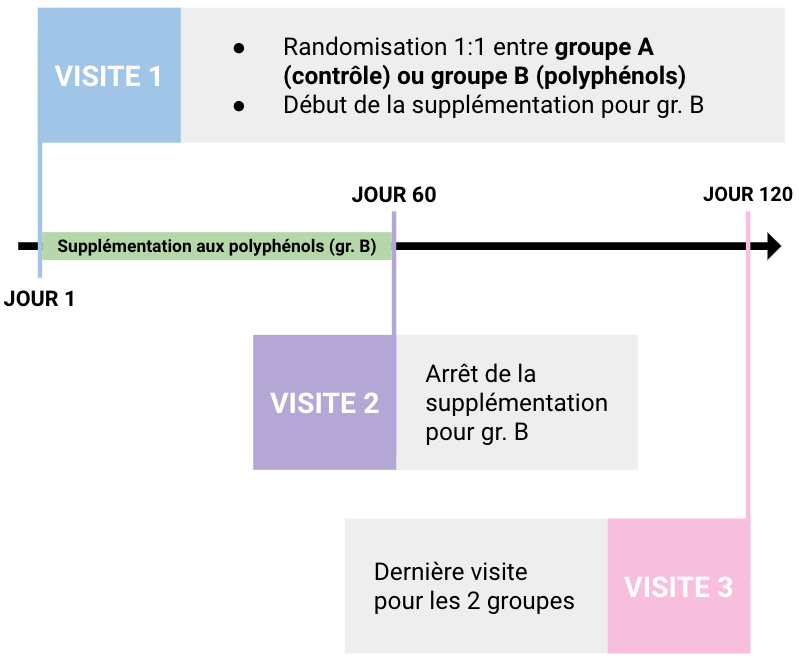 VISITE 1
● Randomisation 1:1 entre groupe A
(contrôle) ou groupe B (polyphénols)
● Début de la supplémentation pour gr. B
JOUR 60
JOUR 120
Supplémentation aux polyphénols (gr. B)
JOUR 1
VISITE 2
Arrêt de la
supplémentation
pour gr. B
Dernière visite
pour les 2 groupes
VISITE 3